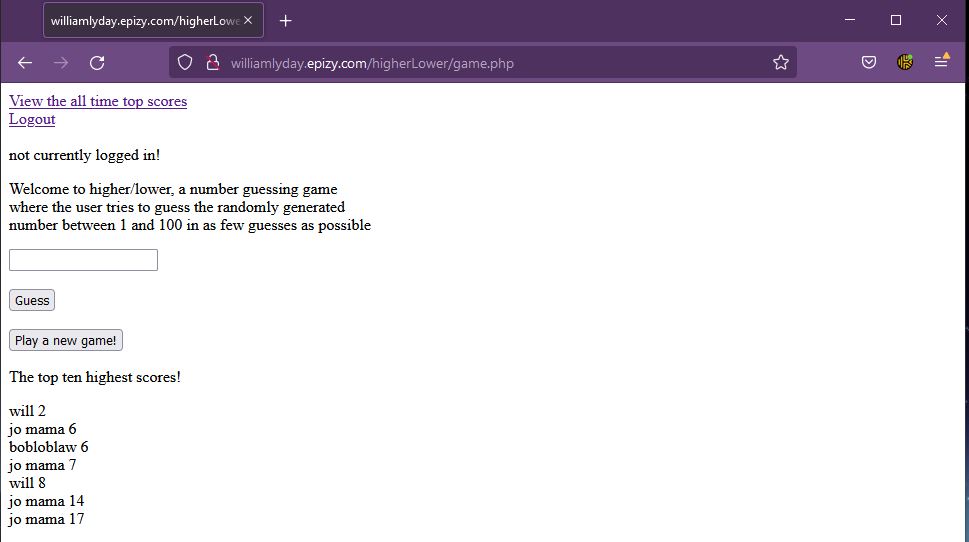 williamlyday.epizy.com/higherLowe
williamlyday.epizy.com/higherLower/game.php
View the all time top scores
Logout
not currently logged in!
Welcome to higher/lower, a number guessing game
where the user tries to guess the randomly generated
number between 1 and 100 in as few guesses as possible
Guess
Play a new game!
The top ten highest scores!
will 2
jo mama 6
bobloblaw 6
jo mama 7
will 8
jo mama 14
jo mama 17